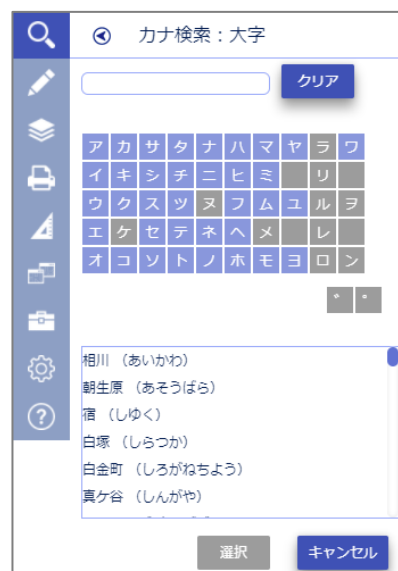 カナ検索：大字
クリア
ア カ サ タ ナ ハ マ ヤ ラ ワ
イ キ シ チ ニ ヒ ミ リ
ウ ク ス ツ ヌ フ ム ユ ル ヲ
エ ケ セ テ ネ ヘ メ レ
オ コ ソ ト ノ ホ モ ヨ ロ ン
゛ ゜
相川 （あいかわ）
朝生原 （あそうばら）
宿 （しゆく）
白塚 （しらつか）
白金町 （しろがねちよう）
真ケ谷 （しんがや）
選択 キャンセル